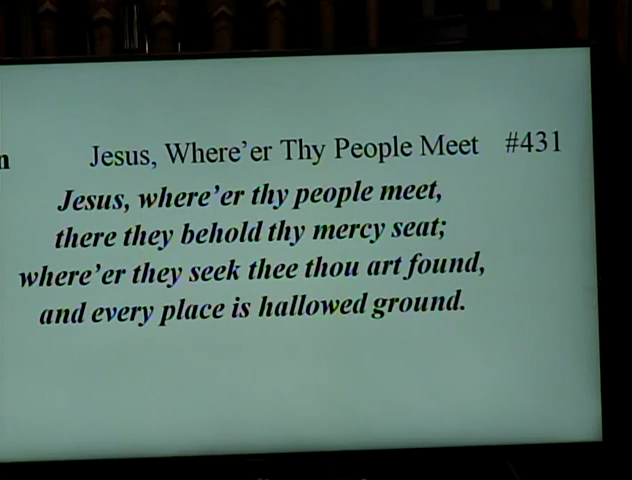 n Jesus, Where'er Thy People Meet #431
Jesus, where'er thy people meet,
there they behold thy mercy seat;
where'er they seek thee thou art found,
and every place is hallowed ground.